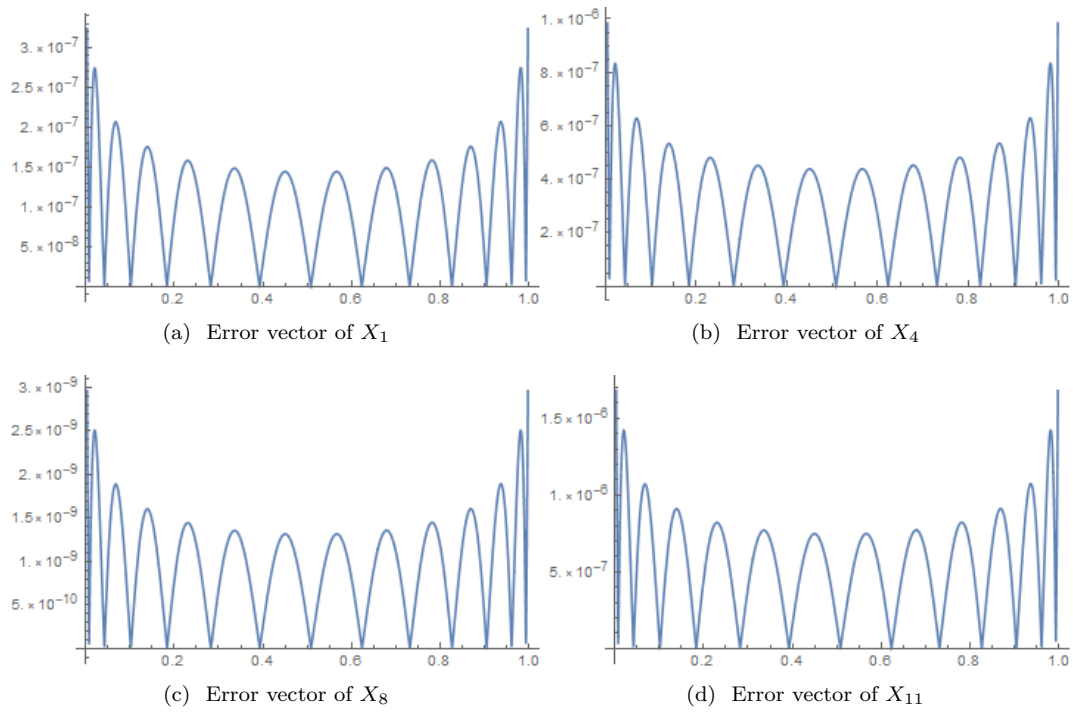 3. × 10⁻⁷
2.5 × 10⁻⁷
2. × 10⁻⁷
1.5 × 10⁻⁷
1. × 10⁻⁷
5. × 10⁻⁸
0.2 0.4 0.6 0.8 1.0
(a) Error vector of X₁
1. × 10⁻⁶
8. × 10⁻⁷
6. × 10⁻⁷
4. × 10⁻⁷
2. × 10⁻⁷
0.2 0.4 0.6 0.8 1.0
(b) Error vector of X₄
3. × 10⁻⁹
2.5 × 10⁻⁹
2. × 10⁻⁹
1.5 × 10⁻⁹
1. × 10⁻⁹
5. × 10⁻¹⁰
0.2 0.4 0.6 0.8 1.0
(c) Error vector of X₈
1.5 × 10⁻⁶
1. × 10⁻⁶
5. × 10⁻⁷
0.2 0.4 0.6 0.8 1.0
(d) Error vector of X₁₁